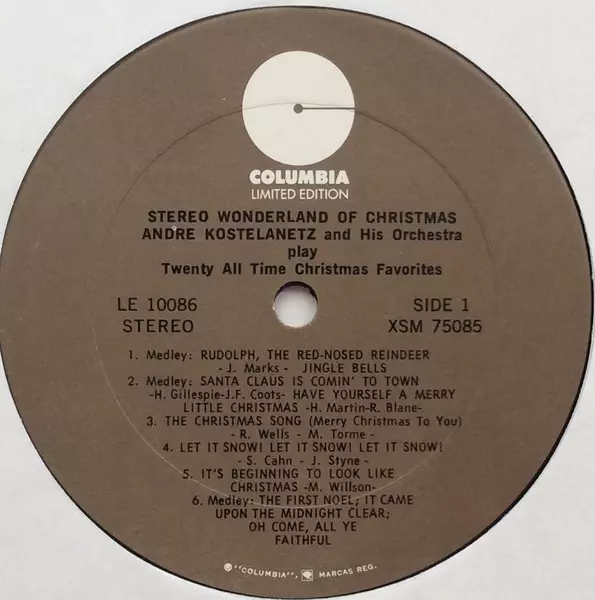 COLUMBIA
LIMITED EDITION
STEREO WONDERLAND OF CHRISTMAS
ANDRE KOSTELANETZ and His Orchestra
play
Twenty All Time Christmas Favorites
LE 10086
STEREO
SIDE 1
XSM 75085
1. Medley: RUDOLPH, THE RED-NOSED REINDEER
- J. Marks - JINGLE BELLS
2. Medley: SANTA CLAUS IS COMIN' TO TOWN
-H. Gillespie-J.F. Coots- HAVE YOURSELF A MERRY
LITTLE CHRISTMAS -H. Martin-R. Blane-
3. THE CHRISTMAS SONG (Merry Christmas To You)
- R. Wells - M. Torme -
4. LET IT SNOW! LET IT SNOW! LET IT SNOW!
- S. Cahn - J. Styne -
5. IT'S BEGINNING TO LOOK LIKE
CHRISTMAS -M. Willson-
6. Medley: THE FIRST NOEL; IT CAME
UPON THE MIDNIGHT CLEAR;
OH COME, ALL YE
FAITHFUL
® "COLUMBIA", MARCAS REG.